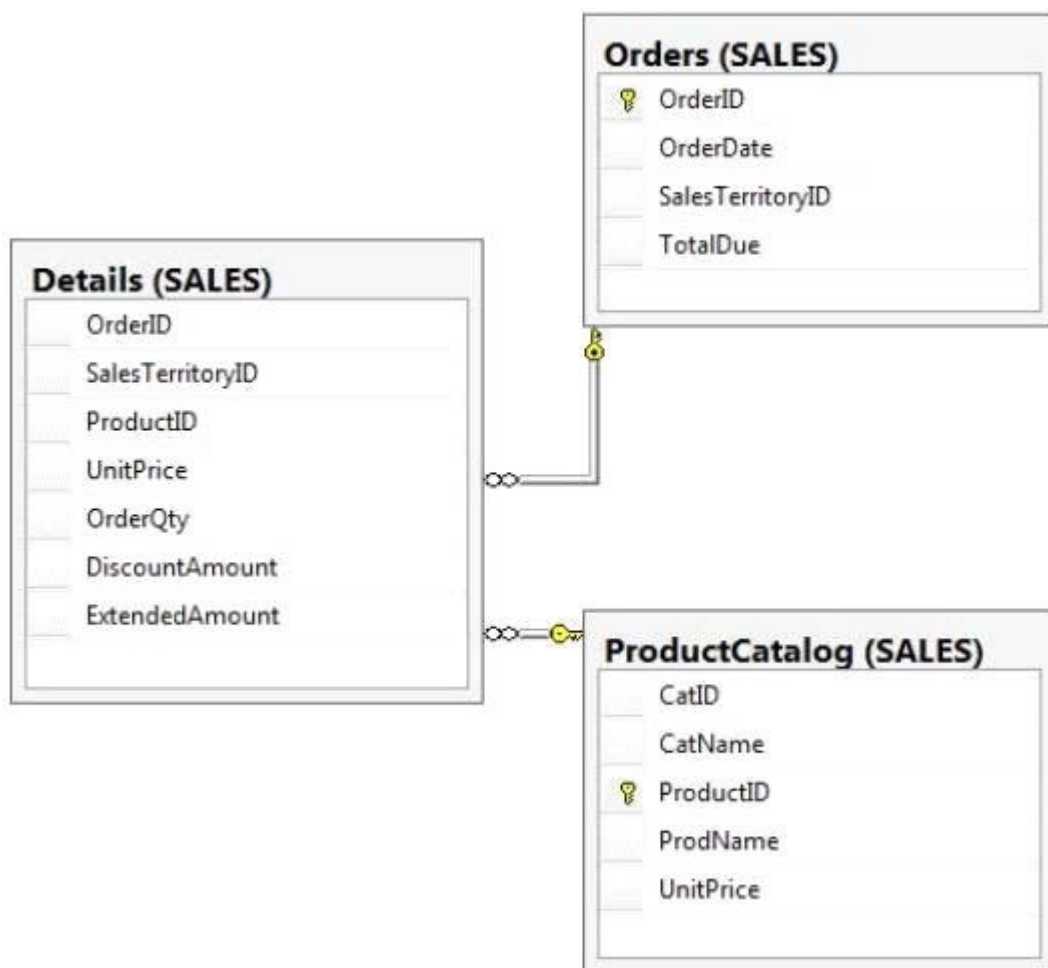 Orders (SALES)
OrderID
OrderDate
SalesTerritoryID
TotalDue
Details (SALES)
OrderID
SalesTerritoryID
ProductID
UnitPrice
OrderQty
DiscountAmount
ExtendedAmount
ProductCatalog (SALES)
CatID
CatName
ProductID
ProdName
UnitPrice